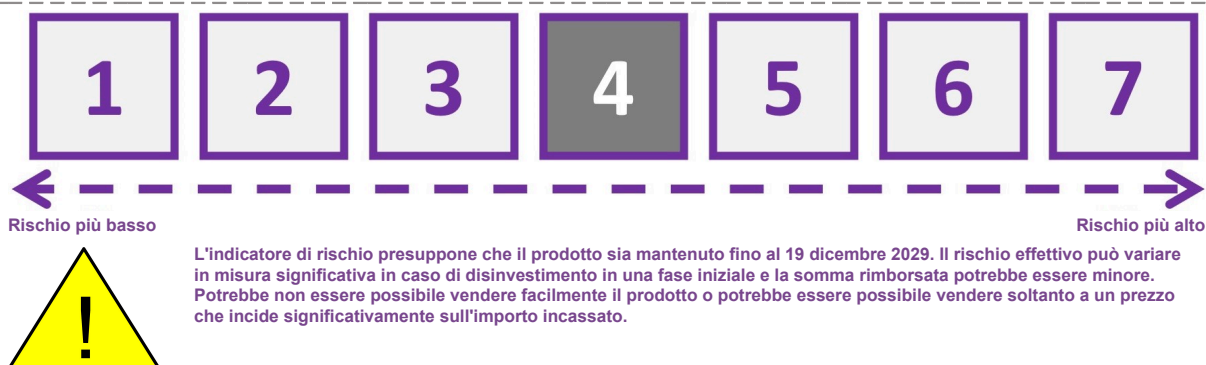 1 2 3 4 5 6 7
Rischio più basso Rischio più alto
L'indicatore di rischio presuppone che il prodotto sia mantenuto fino al 19 dicembre 2029. Il rischio effettivo può variare
in misura significativa in caso di disinvestimento in una fase iniziale e la somma rimborsata potrebbe essere minore.
Potrebbe non essere possibile vendere facilmente il prodotto o potrebbe essere possibile vendere soltanto a un prezzo
che incide significativamente sull'importo incassato.
!